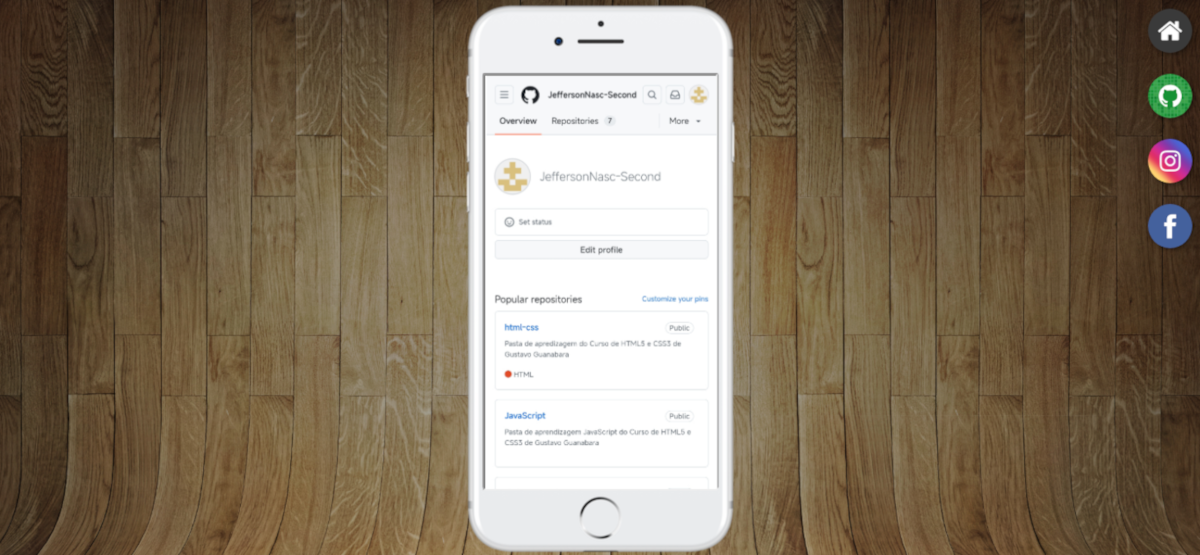 JeffersonNasc-Second
Overview Repositories 7 More
JeffersonNasc-Second
Set status
Edit profile
Popular repositories Customize your pins
html-css Public
Pasta de apredizagem do Curso de HTML5 e CSS3 de
Gustavo Guanabara
HTML
JavaScript Public
Pasta de aprendizagem JavaScript do Curso de HTML5 e
CSS3 de Gustavo Guanabara